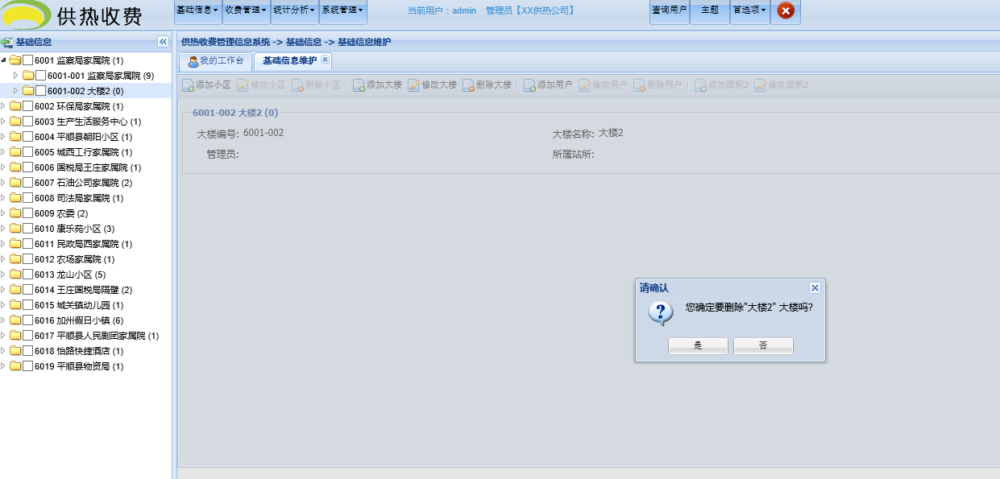 供热收费
基础信息 收费管理 统计分析 系统管理 当前用户：admin 管理员【XX供热公司】 查询用户 主题 首选项
基础信息
供热收费管理信息系统 -> 基础信息 -> 基础信息维护
我的工作台 基础信息维护
添加小区 修改小区 删除小区 添加大楼 修改大楼 删除大楼 添加用户 修改用户 删除用户 添加面积2 修改面积2
6001 监察局家属院 (1)
6001-001 监察局家属院 (9)
6001-002 大楼2 (0)
6002 环保局家属院 (1)
6003 生产生活服务中心 (1)
6004 平顺县朝阳小区 (1)
6005 城西工行家属院 (1)
6006 国税局王庄家属院 (1)
6007 石油公司家属院 (2)
6008 司法局家属院 (1)
6009 农委 (2)
6010 康乐苑小区 (3)
6011 民政局西家属院 (1)
6012 农场家属院 (1)
6013 龙山小区 (5)
6014 王庄国税局隔壁 (2)
6015 城关镇幼儿园 (1)
6016 加州假日小镇 (6)
6017 平顺县人民剧团家属院 (1)
6018 怡路快捷酒店 (1)
6019 平顺县物资局 (1)
6001-002 大楼2 (0)
大楼编号: 6001-002 大楼名称: 大楼2
管理员: 所属站所:
请确认
您确定要删除"大楼2" 大楼吗?
是 否